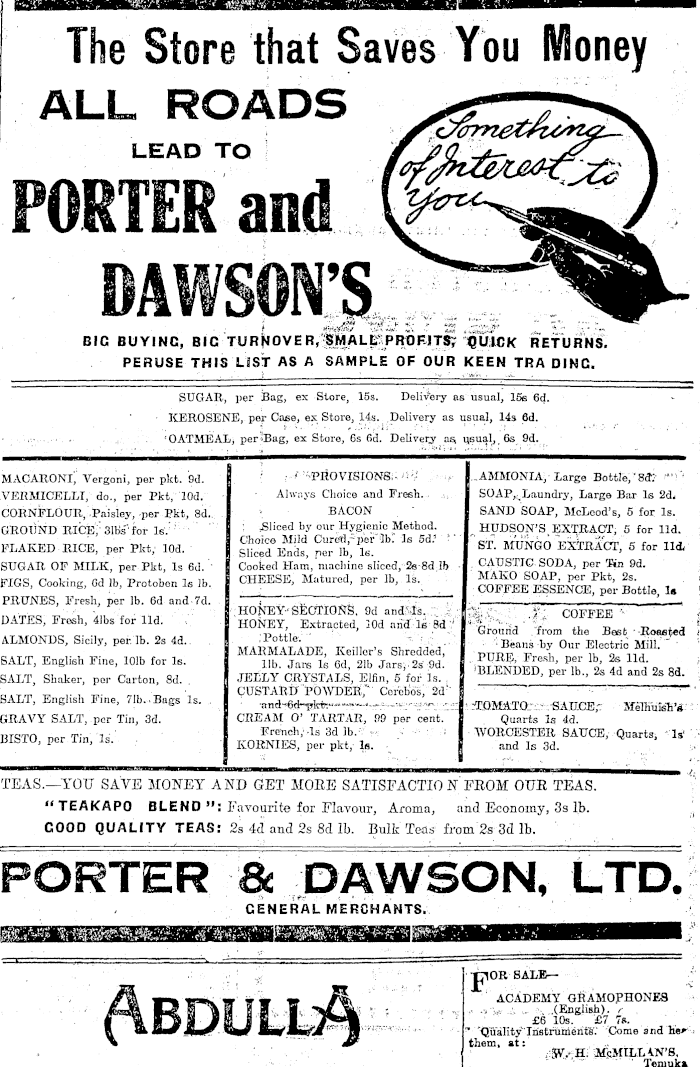 The Store that Saves You Money
ALL ROADS
LEAD TO
PORTER and
DAWSON'S
Something
of Interest to
you
BIG BUYING, BIG TURNOVER, SMALL PROFITS, QUICK RETURNS.
PERUSE THIS LIST AS A SAMPLE OF OUR KEEN TRADING.
SUGAR, per Bag, ex Store, 15s. Delivery as usual, 15s 6d.
KEROSENE, per Case, ex Store, 14s. Delivery as usual, 14s 6d.
OATMEAL, per Bag, ex Store, 6s 6d. Delivery as usual, 6s 9d.
MACARONI, Vergoni, per pkt. 9d.
VERMICELLI, do., per Pkt, 10d.
CORNFLOUR, Paisley, per Pkt, 8d.
GROUND RICE, 3lbs for 1s.
FLAKED RICE, per Pkt, 10d.
SUGAR OF MILK, per Pkt, 1s 6d.
FIGS, Cooking, 6d lb, Protoben 1s lb.
PRUNES, Fresh, per lb. 6d and 7d.
DATES, Fresh, 4lbs for 11d.
ALMONDS, Sicily, per lb. 2s 4d.
SALT, English Fine, 10lb for 1s.
SALT, Shaker, per Carton, 8d.
SALT, English Fine, 7lb. Bags 1s.
GRAVY SALT, per Tin, 3d.
BISTO, per Tin, 1s.
PROVISIONS
Always Choice and Fresh.
BACON
Sliced by our Hygienic Method.
Choice Mild Cured, per lb. 1s 5d.
Sliced Ends, per lb, 1s.
Cooked Ham, machine sliced, 2s 8d lb
CHEESE, Matured, per lb, 1s.
HONEY SECTIONS, 9d and 1s.
HONEY, Extracted, 10d and 1s 8d
Pottle.
MARMALADE, Keiller's Shredded,
1lb. Jars 1s 6d, 2lb Jars, 2s 9d.
JELLY CRYSTALS, Elfin, 5 for 1s.
CUSTARD POWDER, Cerebos, 2d
and 6d pkt.
CREAM O' TARTAR, 99 per cent.
French, 1s 3d lb.
KORNIES, per pkt, 1s.
AMMONIA, Large Bottle, 8d.
SOAP, Laundry, Large Bar 1s 2d.
SAND SOAP, McLeod's, 5 for 1s.
HUDSON'S EXTRACT, 5 for 11d.
ST. MUNGO EXTRACT, 5 for 11d.
CAUSTIC SODA, per Tin 9d.
MAKO SOAP, per Pkt, 2s.
COFFEE ESSENCE, per Bottle, 1s
COFFEE
Ground from the Best Roasted
Beans by Our Electric Mill.
PURE, Fresh, per lb, 2s 11d.
BLENDED, per lb., 2s 4d and 2s 8d.
TOMATO SAUCE, Melhuish's
Quarts 1s 4d.
WORCESTER SAUCE, Quarts, 1s
and 1s 3d.
TEAS.—YOU SAVE MONEY AND GET MORE SATISFACTIO N FROM OUR TEAS.
"TEAKAPO BLEND": Favourite for Flavour, Aroma, and Economy, 3s lb.
GOOD QUALITY TEAS: 2s 4d and 2s 8d lb. Bulk Teas from 2s 3d lb.
PORTER & DAWSON, LTD.
GENERAL MERCHANTS.
ABDULLA
FOR SALE—
ACADEMY GRAMOPHONES
(English).
£6 10s. £7 7s.
Quality Instruments. Come and hear
them, at:
W. H. McMILLAN'S,
Temuka